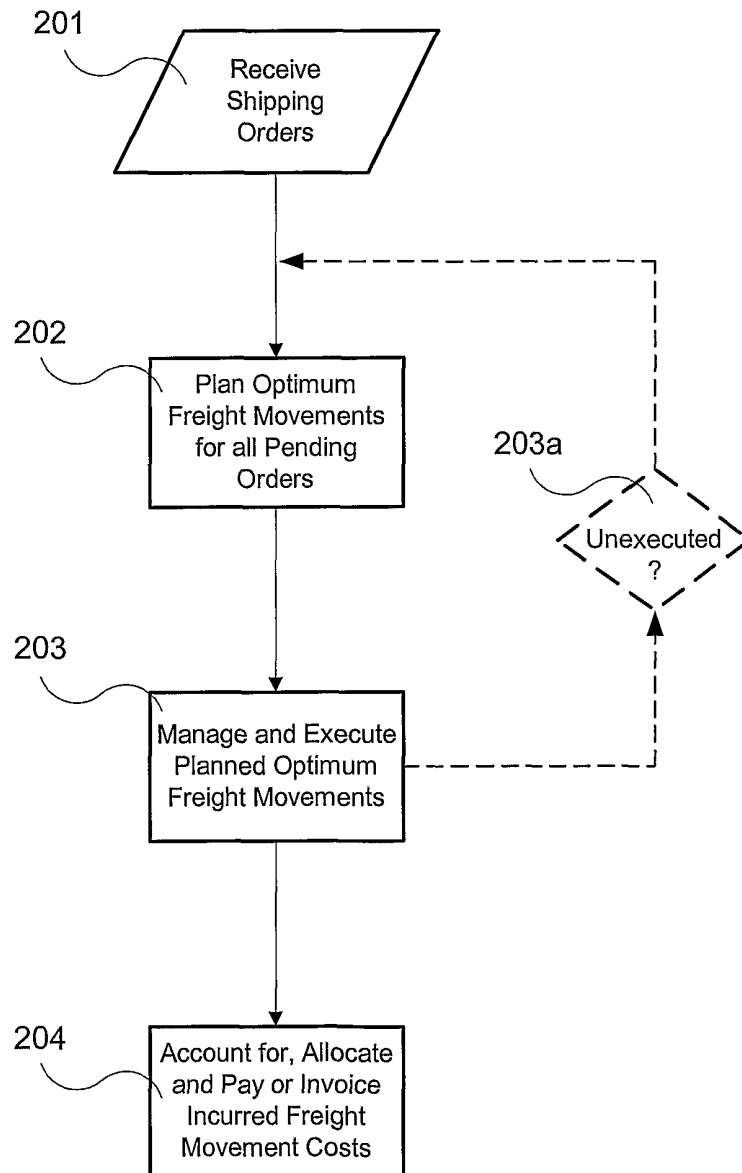 201
Receive
Shipping
Orders
202
Plan Optimum
Freight Movements
for all Pending
Orders
203a
Unexecuted
?
203
Manage and Execute
Planned Optimum
Freight Movements
204
Account for, Allocate
and Pay or Invoice
Incurred Freight
Movement Costs